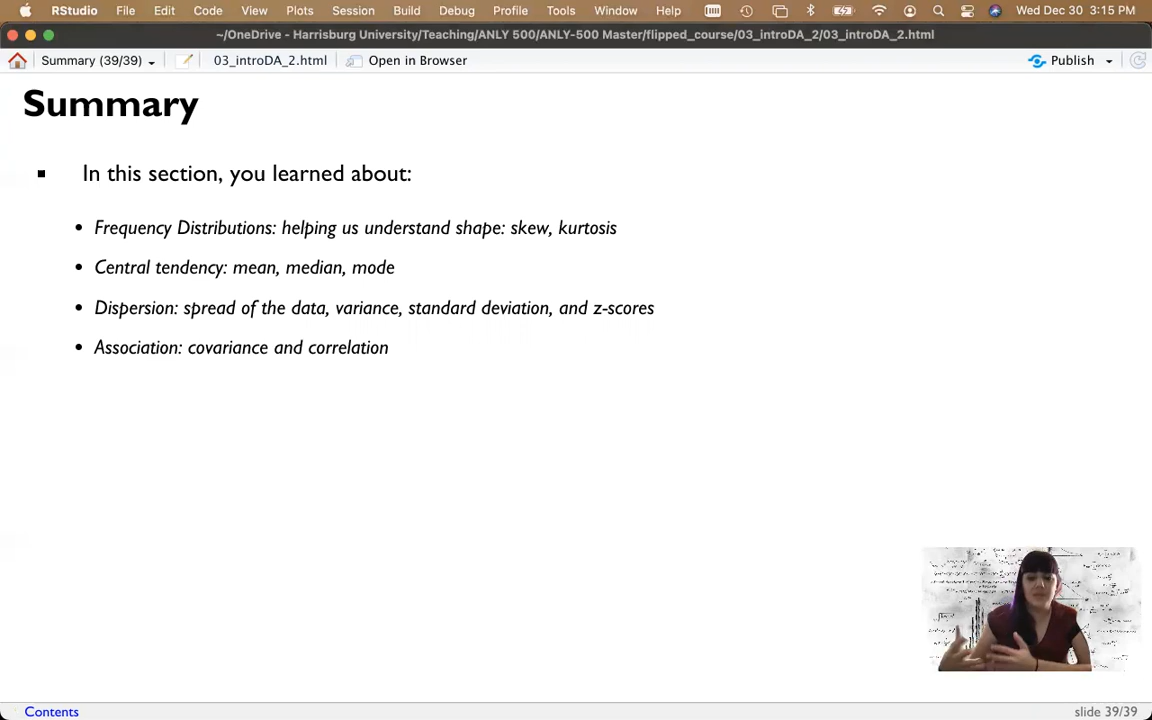 RStudio File Edit Code View Plots Session Build Debug Profile Tools Window Help Wed Dec 30 3:15 PM
~/OneDrive - Harrisburg University/Teaching/ANLY 500/ANLY-500 Master/flipped_course/03_introDA_2/03_introDA_2.html
Summary (39/39) 03_introDA_2.html Open in Browser Publish
Summary
In this section, you learned about:
Frequency Distributions: helping us understand shape: skew, kurtosis
Central tendency: mean, median, mode
Dispersion: spread of the data, variance, standard deviation, and z-scores
Association: covariance and correlation
Contents slide 39/39